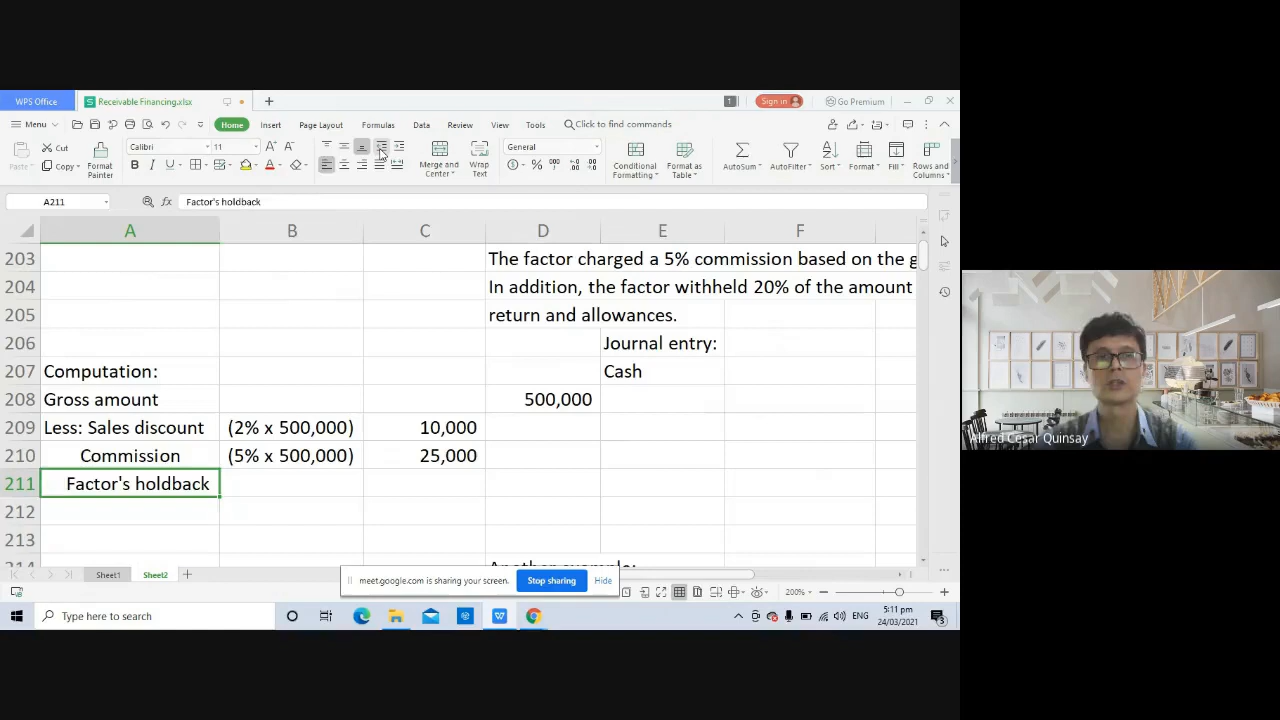 WPS Office
Receivable Financing.xlsx
1
Sign in
Go Premium
Menu
Home
Insert
Page Layout
Formulas
Data
Review
View
Tools
Click to find commands
Paste
Cut
Copy
Format Painter
Calibri
11
Merge and Center
Wrap Text
General
Conditional Formatting
Format as Table
AutoSum
AutoFilter
Sort
Format
Fill
Rows and Columns
A211
Factor's holdback
A B C D E F
203 The factor charged a 5% commission based on the g
204 In addition, the factor withheld 20% of the amount
205 return and allowances.
206 Journal entry:
207 Computation: Cash
208 Gross amount 500,000
209 Less: Sales discount (2% x 500,000) 10,000
210 Commission (5% x 500,000) 25,000
211 Factor's holdback
212
213
214 Another example:
Sheet1
Sheet2
meet.google.com is sharing your screen.
Stop sharing
Hide
200%
Type here to search
ENG
5:11 pm
24/03/2021
3
Alfred Cesar Quinsay